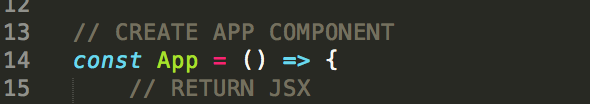 12
13 // CREATE APP COMPONENT
14 const App = () => {
15 // RETURN JSX